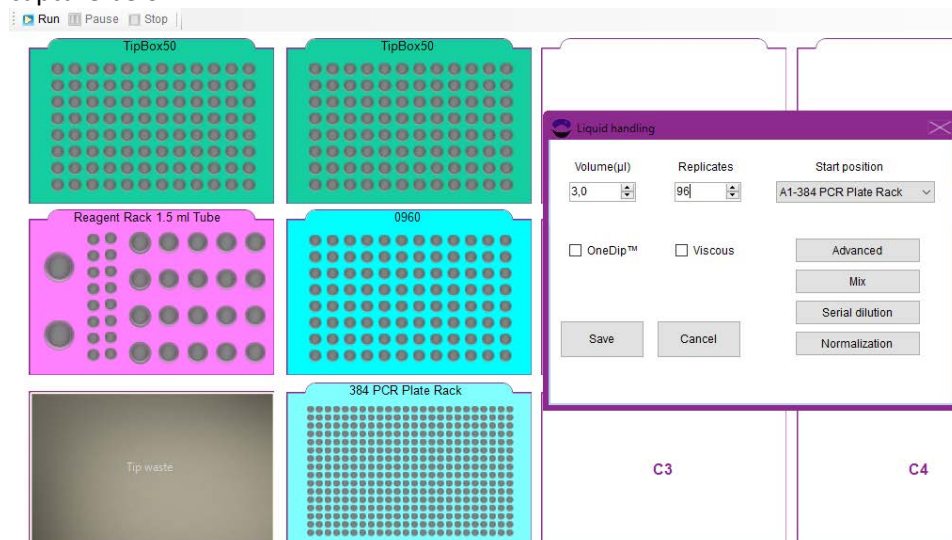 Run Pause Stop
TipBox50 TipBox50
Liquid handling
Volume(µl) Replicates Start position
3,0 96 A1-384 PCR Plate Rack
Reagent Rack 1.5 ml Tube 0960
OneDip™ Viscous Advanced
Mix
Serial dilution
Save Cancel Normalization
384 PCR Plate Rack
Tip waste C3 C4